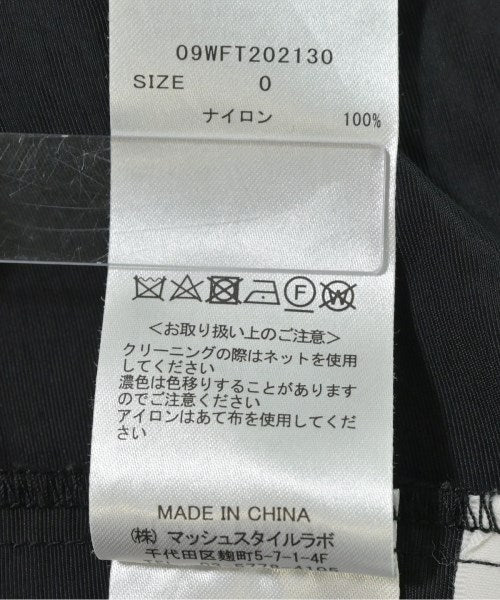 09WFT202130
SIZE 0
ナイロン 100%
F W
<お取り扱い上のご注意>
クリーニングの際はネットを使用
してください
濃色は色移りすることがあります
のでご注意ください
アイロンはあて布を使用してくだ
さい
MADE IN CHINA
(株) マッシュスタイルラボ
千代田区麹町5-7-1-4F